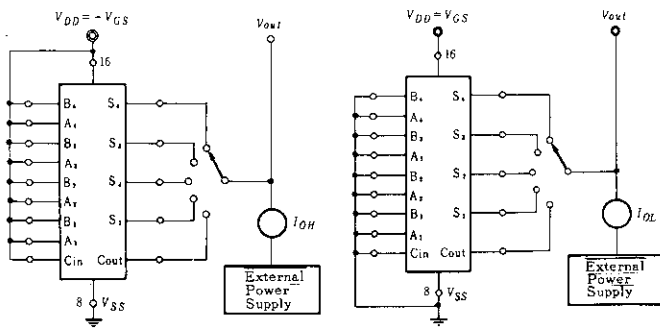 VDD = -VGS
Vout
16
B4 S4
A4
B3 S3
A3
B2 S2
A2
B1 S1
A1
Cin Cout
8 VSS
IOH
External
Power
Supply
VDD = VGS
Vout
16
B4 S4
A4
B3 S3
A3
B2 S2
A2
B1 S1
A1
Cin Cout
8 VSS
IOL
External
Power
Supply